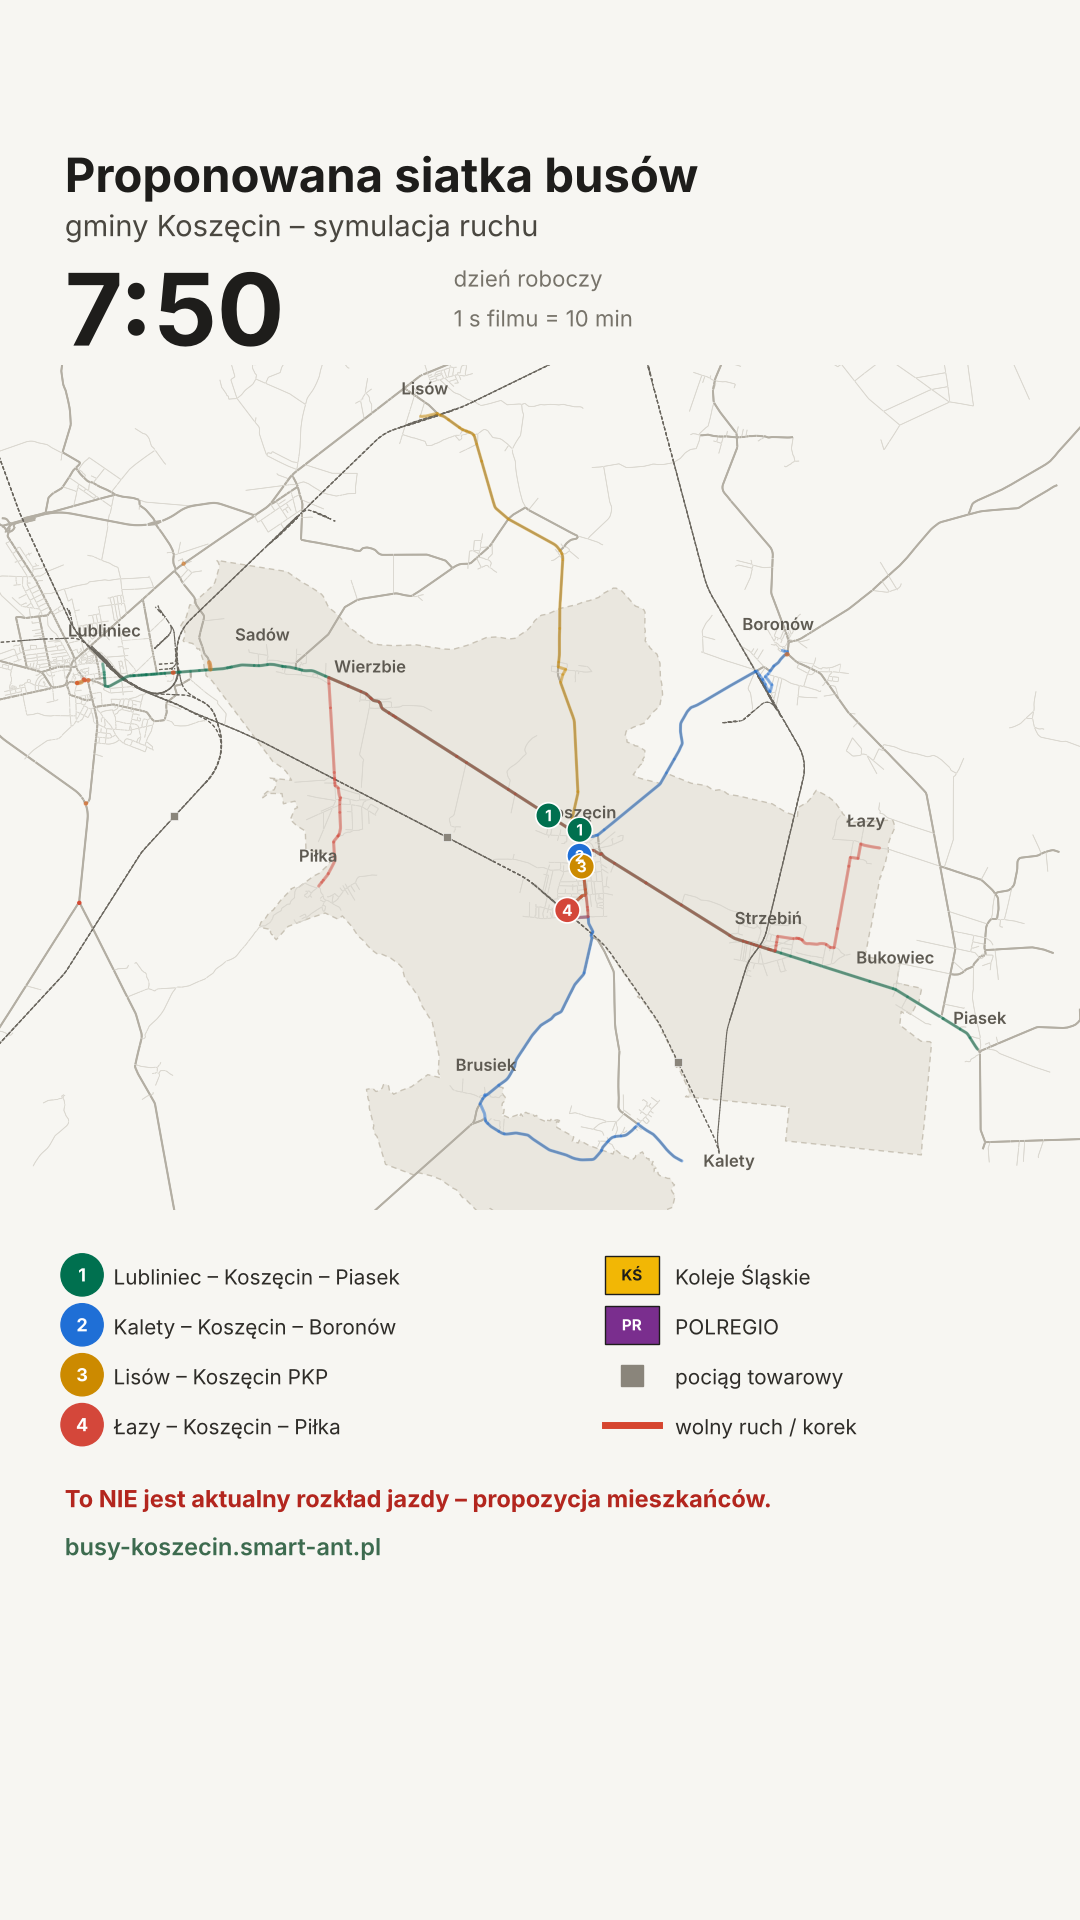 Proponowana siatka busów
gminy Koszęcin – symulacja ruchu
7:50
dzień roboczy
1 s filmu = 10 min
Lisów
Lubliniec
Sadów
Wierzbie
Boronów
1
oszęcin
1
Łazy
2
3
Piłka
4
Strzebiń
Bukowiec
Piasek
Brusiek
Kalety
1 Lubliniec – Koszęcin – Piasek
2 Kalety – Koszęcin – Boronów
3 Lisów – Koszęcin PKP
4 Łazy – Koszęcin – Piłka
KŚ Koleje Śląskie
PR POLREGIO
pociąg towarowy
wolny ruch / korek
To NIE jest aktualny rozkład jazdy – propozycja mieszkańców.
busy-koszecin.smart-ant.pl